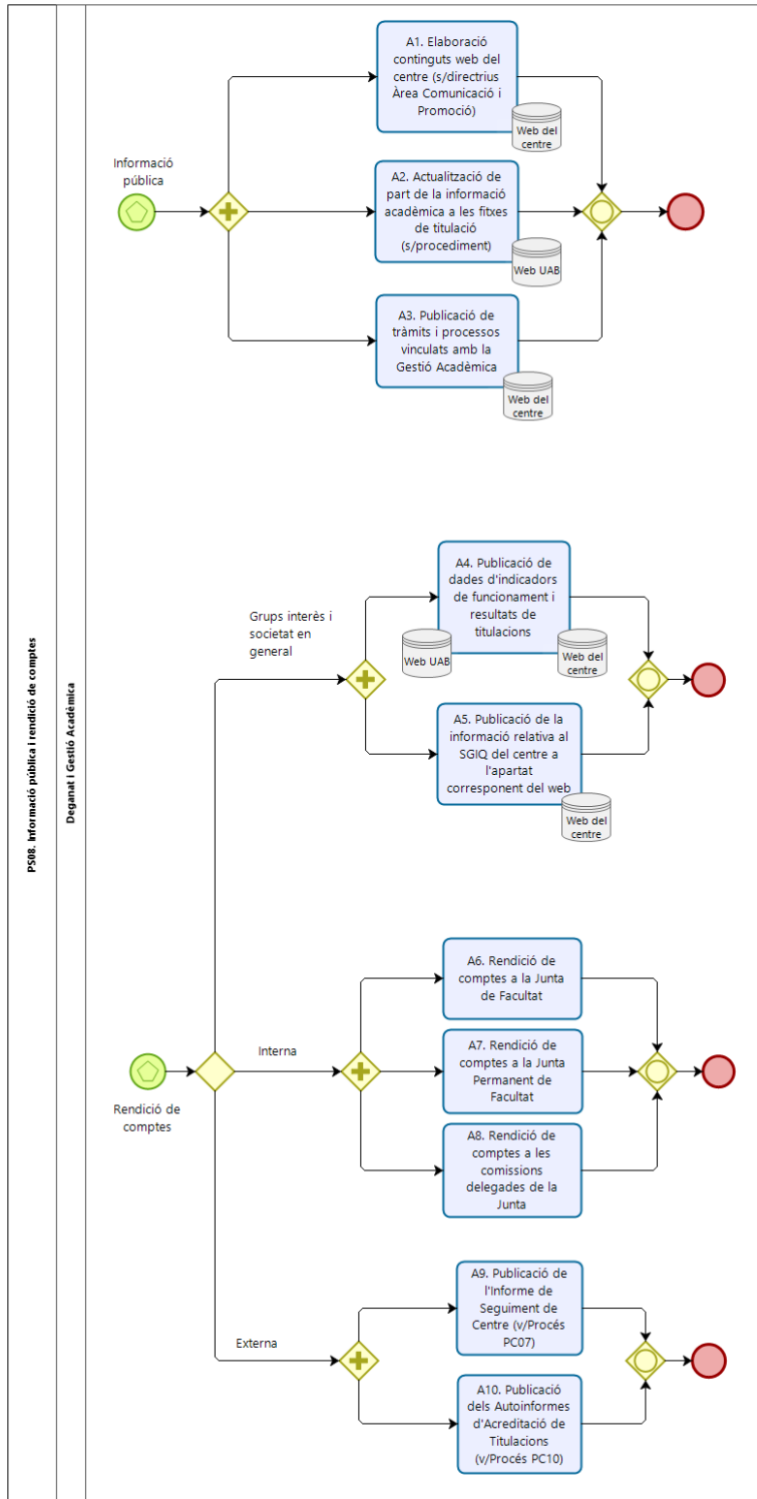 PS08. Informació pública i rendició de comptes
Deganat i Gestió Acadèmica
Informació
pública
A1. Elaboració
continguts web del
centre (s/directrius
Àrea Comunicació i
Promoció)
Web del
centre
A2. Actualització de
part de la informació
acadèmica a les fitxes
de titulació
(s/procediment)
Web UAB
A3. Publicació de
tràmits i processos
vinculats amb la
Gestió Acadèmica
Web del
centre
Grups interès i
societat en
general
A4. Publicació de
dades d'indicadors
de funcionament i
resultats de
titulacions
Web UAB
Web del
centre
A5. Publicació de la
informació relativa al
SGIQ del centre a
l'apartat
corresponent del web
Web del
centre
Rendició de
comptes
Interna
A6. Rendició de
comptes a la Junta
de Facultat
A7. Rendició de
comptes a la Junta
Permanent de
Facultat
A8. Rendició de
comptes a les
comissions
delegades de la
Junta
Externa
A9. Publicació de
l'Informe de
Seguiment de
Centre (v/Procés
PC07)
A10. Publicació
dels Autoinformes
d'Acreditació de
Titulacions
(v/Procés PC10)